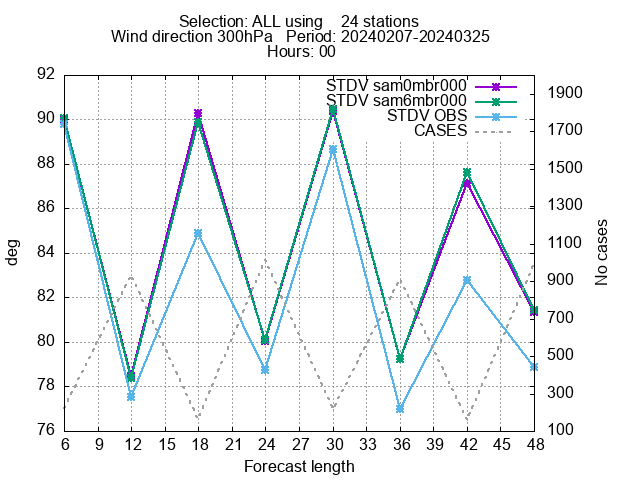 Selection: ALL using    24 stations
Wind direction 300hPa   Period: 20240207-20240325
Hours: 00
STDV sam0mbr000
STDV sam6mbr000
STDV OBS
CASES
92
90
88
86
84
82
80
78
76
1900
1700
1500
1300
1100
900
700
500
300
100
deg
No cases
6 9 12 15 18 21 24 27 30 33 36 39 42 45 48
Forecast length